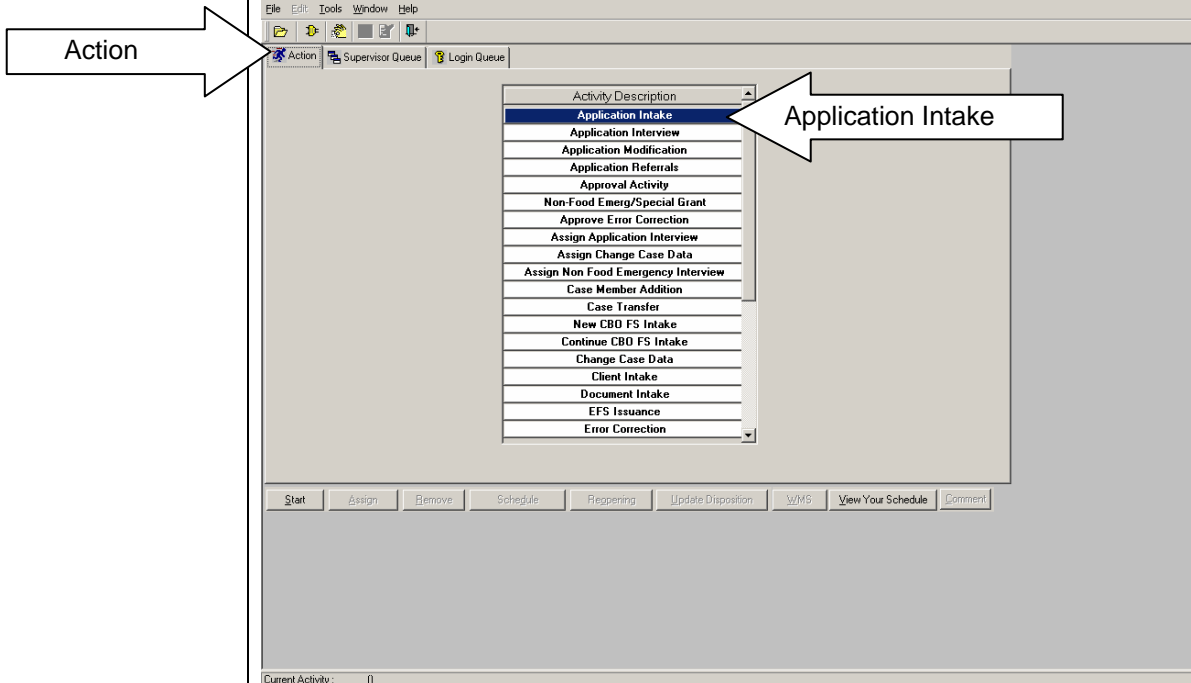 File Edit Tools Window Help
Action
Action Supervisor Queue Login Queue
Activity Description
Application Intake
Application Intake
Application Interview
Application Modification
Application Referrals
Approval Activity
Non-Food Emerg/Special Grant
Approve Error Correction
Assign Application Interview
Assign Change Case Data
Assign Non Food Emergency Interview
Case Member Addition
Case Transfer
New CBO FS Intake
Continue CBO FS Intake
Change Case Data
Client Intake
Document Intake
EFS Issuance
Error Correction
Start Assign Remove Schedule Reopening Update Disposition WMS View Your Schedule Comment
Current Activity : ()